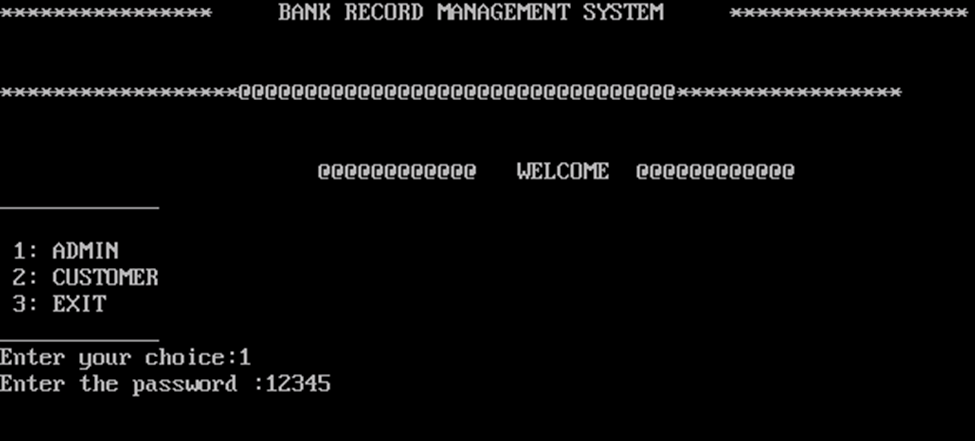 **************** BANK RECORD MANAGEMENT SYSTEM ******************
******************@@@@@@@@@@@@@@@@@@@@@@@@@@@@@@@@@*****************
@@@@@@@@@@@@ WELCOME @@@@@@@@@@@@
____________
1: ADMIN
2: CUSTOMER
3: EXIT
____________
Enter your choice:1
Enter the password :12345